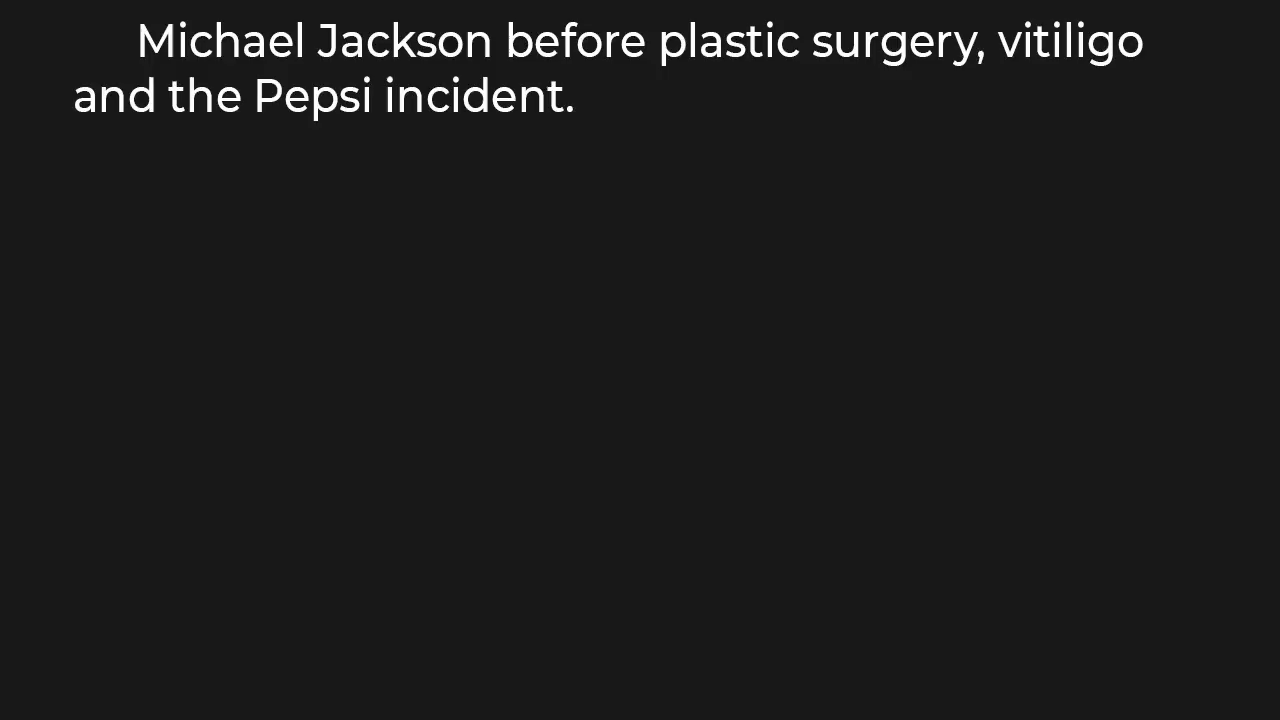 Michael Jackson before plastic surgery, vitiligo
and the Pepsi incident.